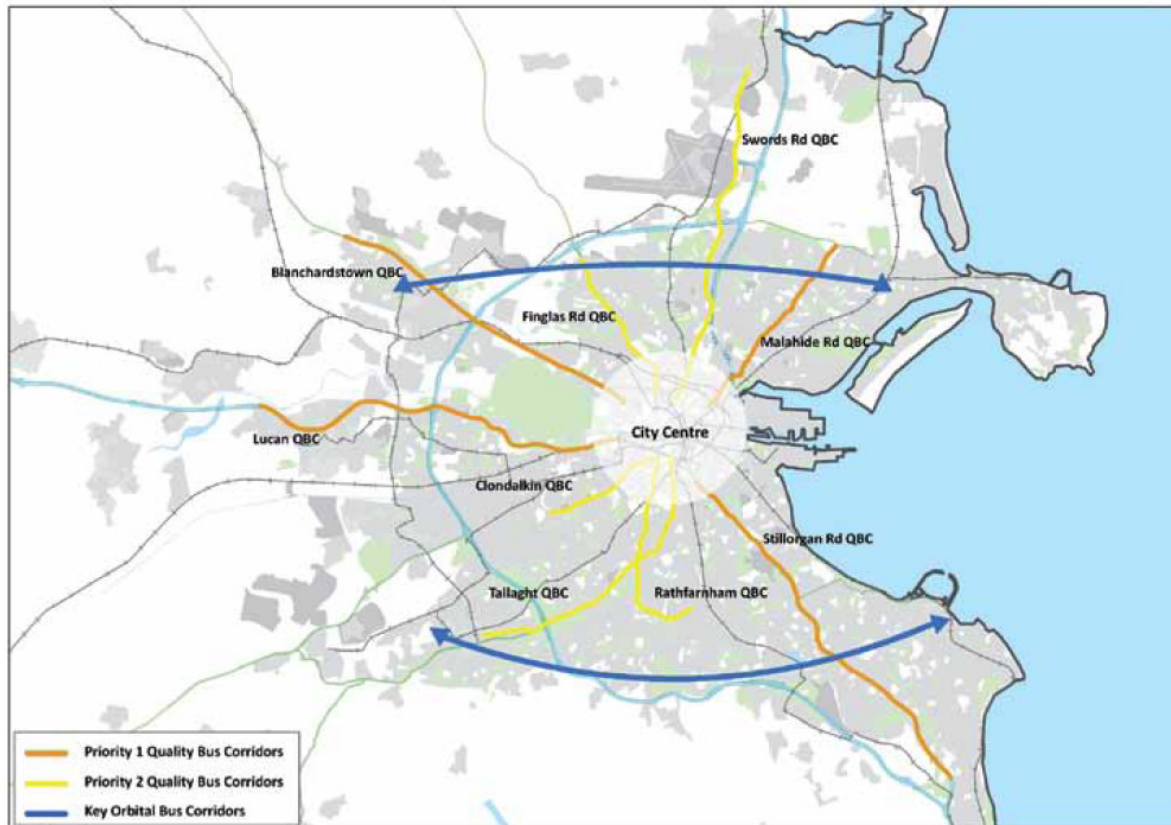 Swords Rd QBC
Blanchardstown QBC
Finglas Rd QBC
Malahide Rd QBC
Lucan QBC
City Centre
Clondalkin QBC
Stillorgan Rd QBC
Tallaght QBC
Rathfarnham QBC
Priority 1 Quality Bus Corridors
Priority 2 Quality Bus Corridors
Key Orbital Bus Corridors